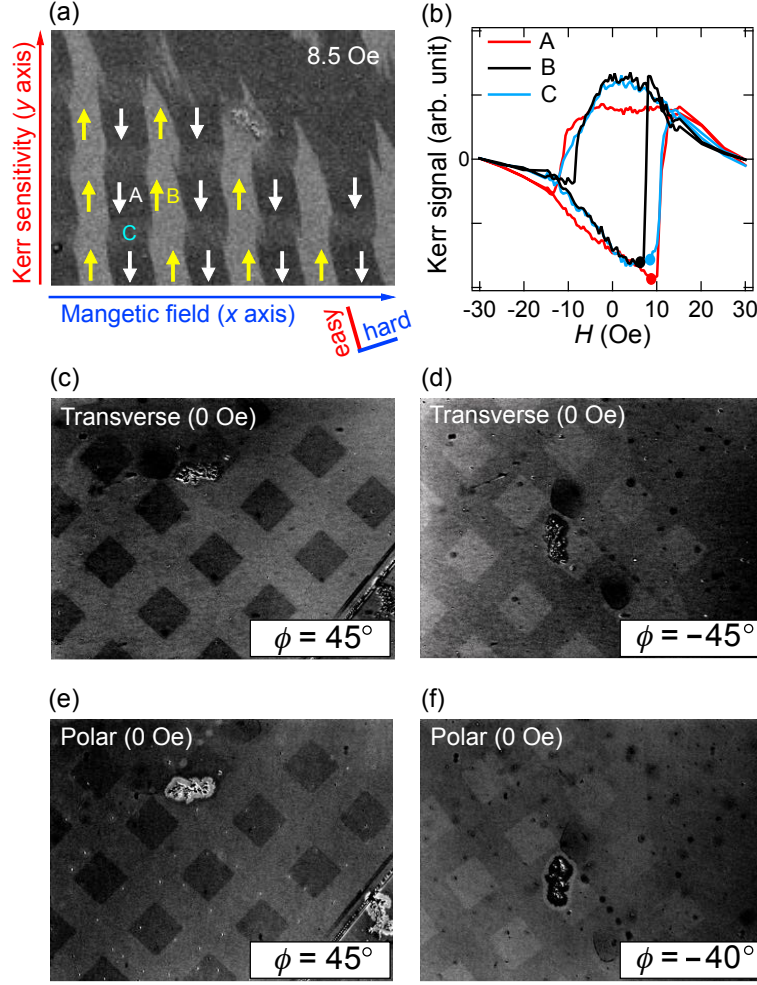 (a)
8.5 Oe
A
B
C
Kerr sensitivity (y axis)
Mangetic field (x axis)
easy
hard
(b)
A
B
C
Kerr signal (arb. unit)
0
-30 -20 -10 0 10 20 30
H (Oe)
(c)
Transverse (0 Oe)
ϕ = 45°
(d)
Transverse (0 Oe)
ϕ = −45°
(e)
Polar (0 Oe)
ϕ = 45°
(f)
Polar (0 Oe)
ϕ = −40°